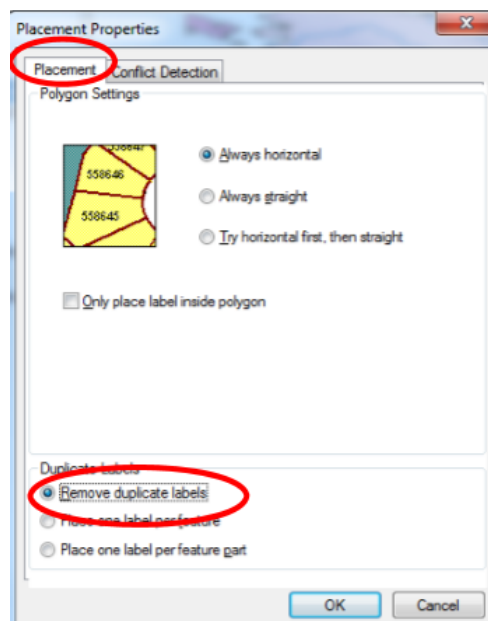 Placement Properties
Placement
Conflict Detection
Polygon Settings
558646
558645
Always horizontal
Always straight
Try horizontal first, then straight
Only place label inside polygon
Duplicate Labels
Remove duplicate labels
Place one label per feature
Place one label per feature part
OK
Cancel